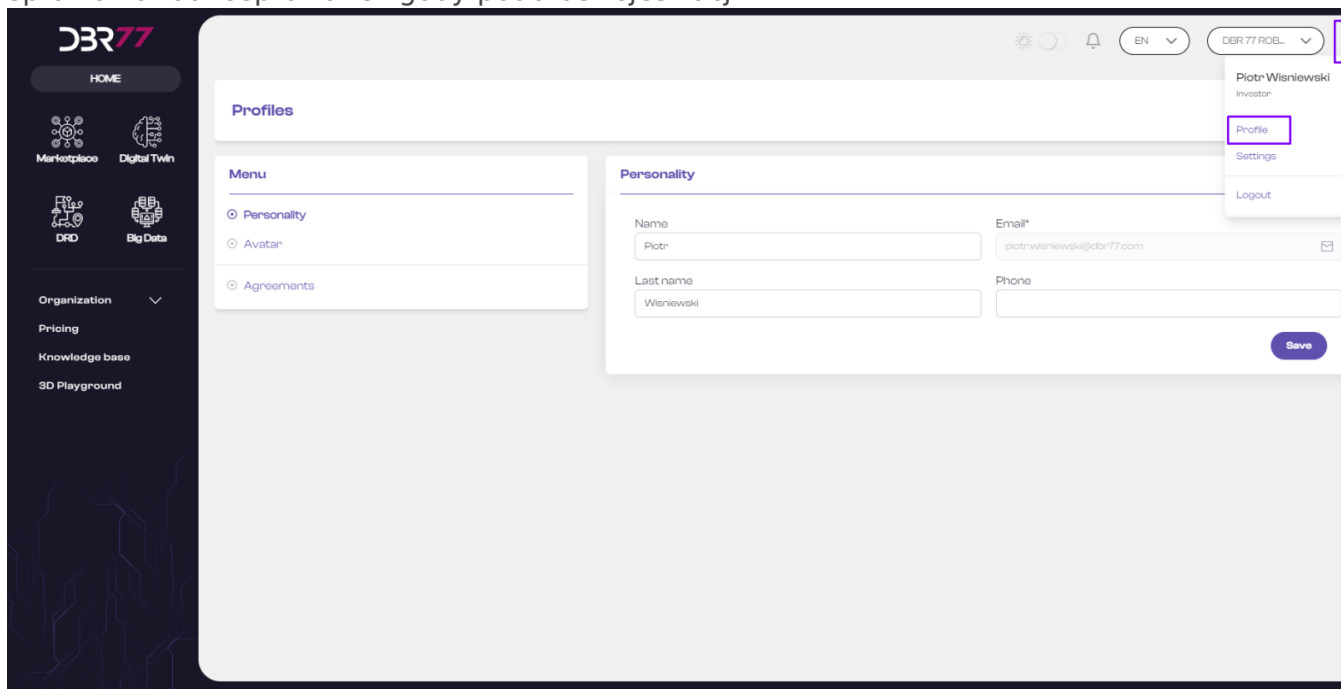 DBR77
EN
DBR 77 ROB...
HOME
Piotr Wisniewski
Investor
Profiles
Profile
Marketplace
Digital Twin
Settings
Menu
Personality
Logout
Personality
Name
Email*
DRD
Big Data
Avatar
Piotr
piotr.wisniewski@dbr77.com
Last name
Phone
Agreements
Wisniewski
Organization
Pricing
Save
Knowledge base
3D Playground